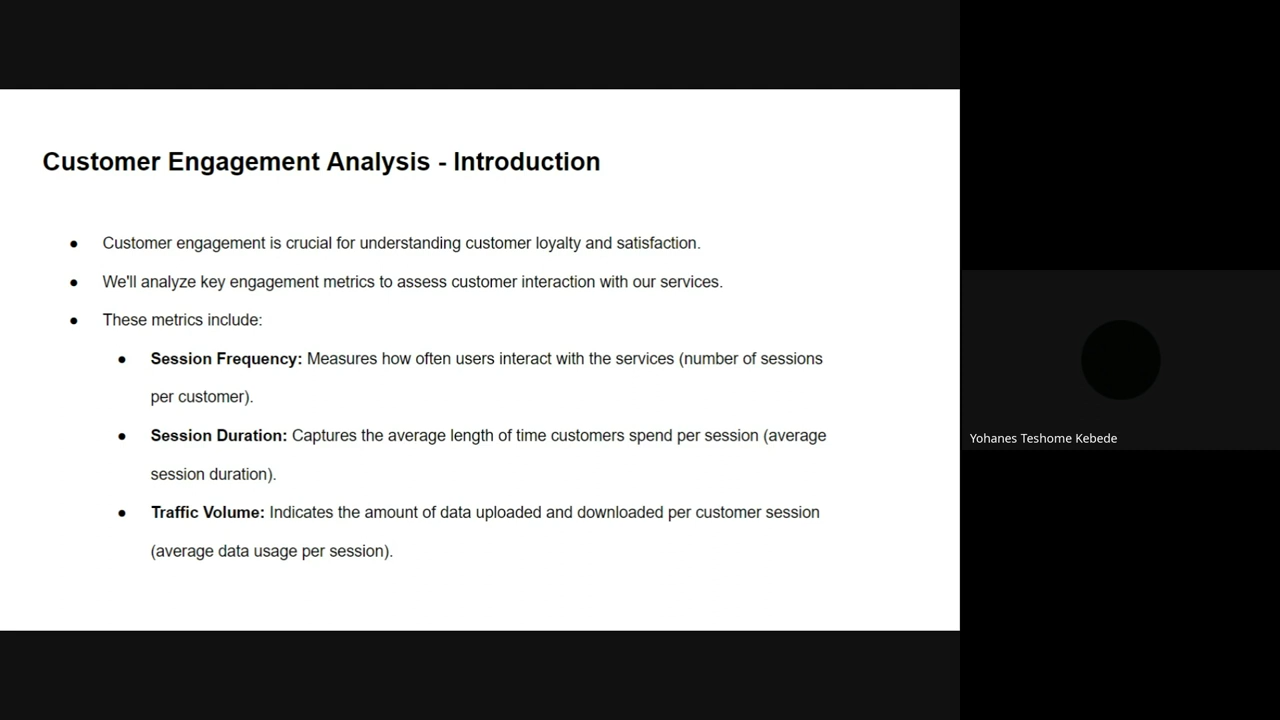 Customer Engagement Analysis - Introduction
● Customer engagement is crucial for understanding customer loyalty and satisfaction.
● We'll analyze key engagement metrics to assess customer interaction with our services.
● These metrics include:
● Session Frequency: Measures how often users interact with the services (number of sessions
per customer).
● Session Duration: Captures the average length of time customers spend per session (average
session duration).
● Traffic Volume: Indicates the amount of data uploaded and downloaded per customer session
(average data usage per session).
Yohanes Teshome Kebede